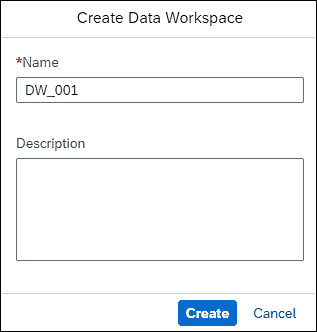 Create Data Workspace
*Name
DW_001
Description
Create Cancel